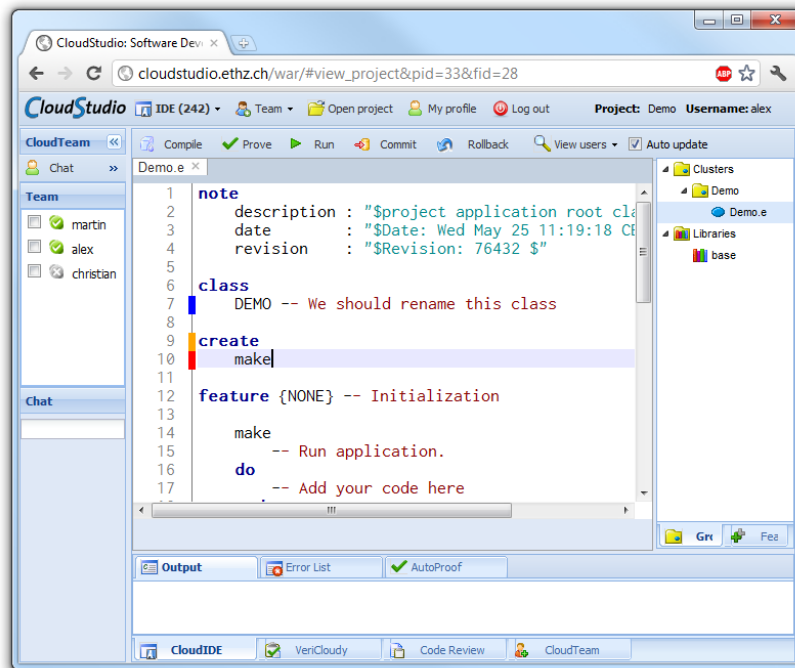 CloudStudio: Software Dev
cloudstudio.ethz.ch/war/#view_project&pid=33&fid=28
ABP
CloudStudio IDE (242) Team Open project My profile Log out Project: Demo Username: alex
CloudTeam « Compile Prove Run Commit Rollback View users Auto update
Chat »
Team
martin
alex
christian
Chat
Demo.e
1 note
2 description : "$project application root cla
3 date : "$Date: Wed May 25 11:19:18 CE
4 revision : "$Revision: 76432 $"
5
6 class
7 DEMO -- We should rename this class
8
9 create
10 make
11
12 feature {NONE} -- Initialization
13
14 make
15 -- Run application.
16 do
17 -- Add your code here
Clusters
Demo
Demo.e
Libraries
base
Gr Fea
Output Error List AutoProof
CloudIDE VeriCloudy Code Review CloudTeam